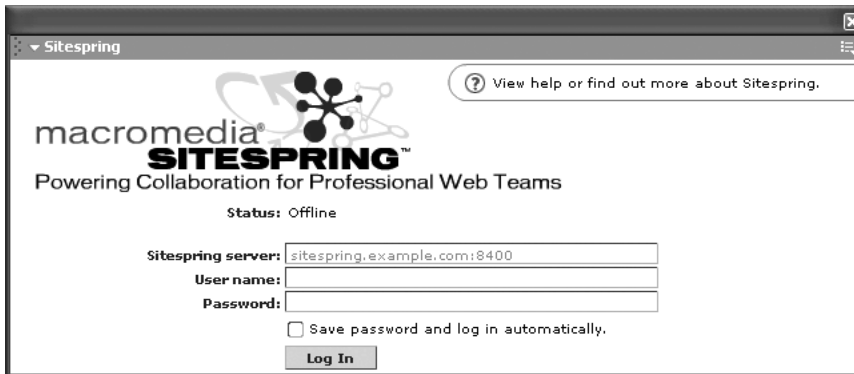 Sitespring
? View help or find out more about Sitespring.
macromedia®
SITESPRING™
Powering Collaboration for Professional Web Teams
Status: Offline
Sitespring server: sitespring.example.com:8400
User name:
Password:
Save password and log in automatically.
Log In